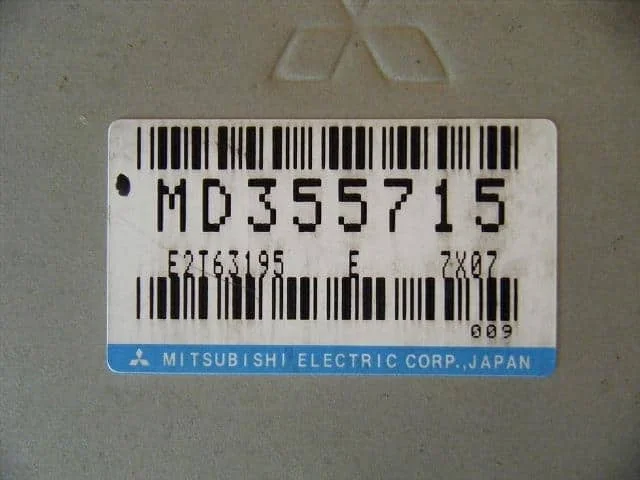 MD355715
E2T63195 E 7X07
009
MITSUBISHI ELECTRIC CORP.,JAPAN